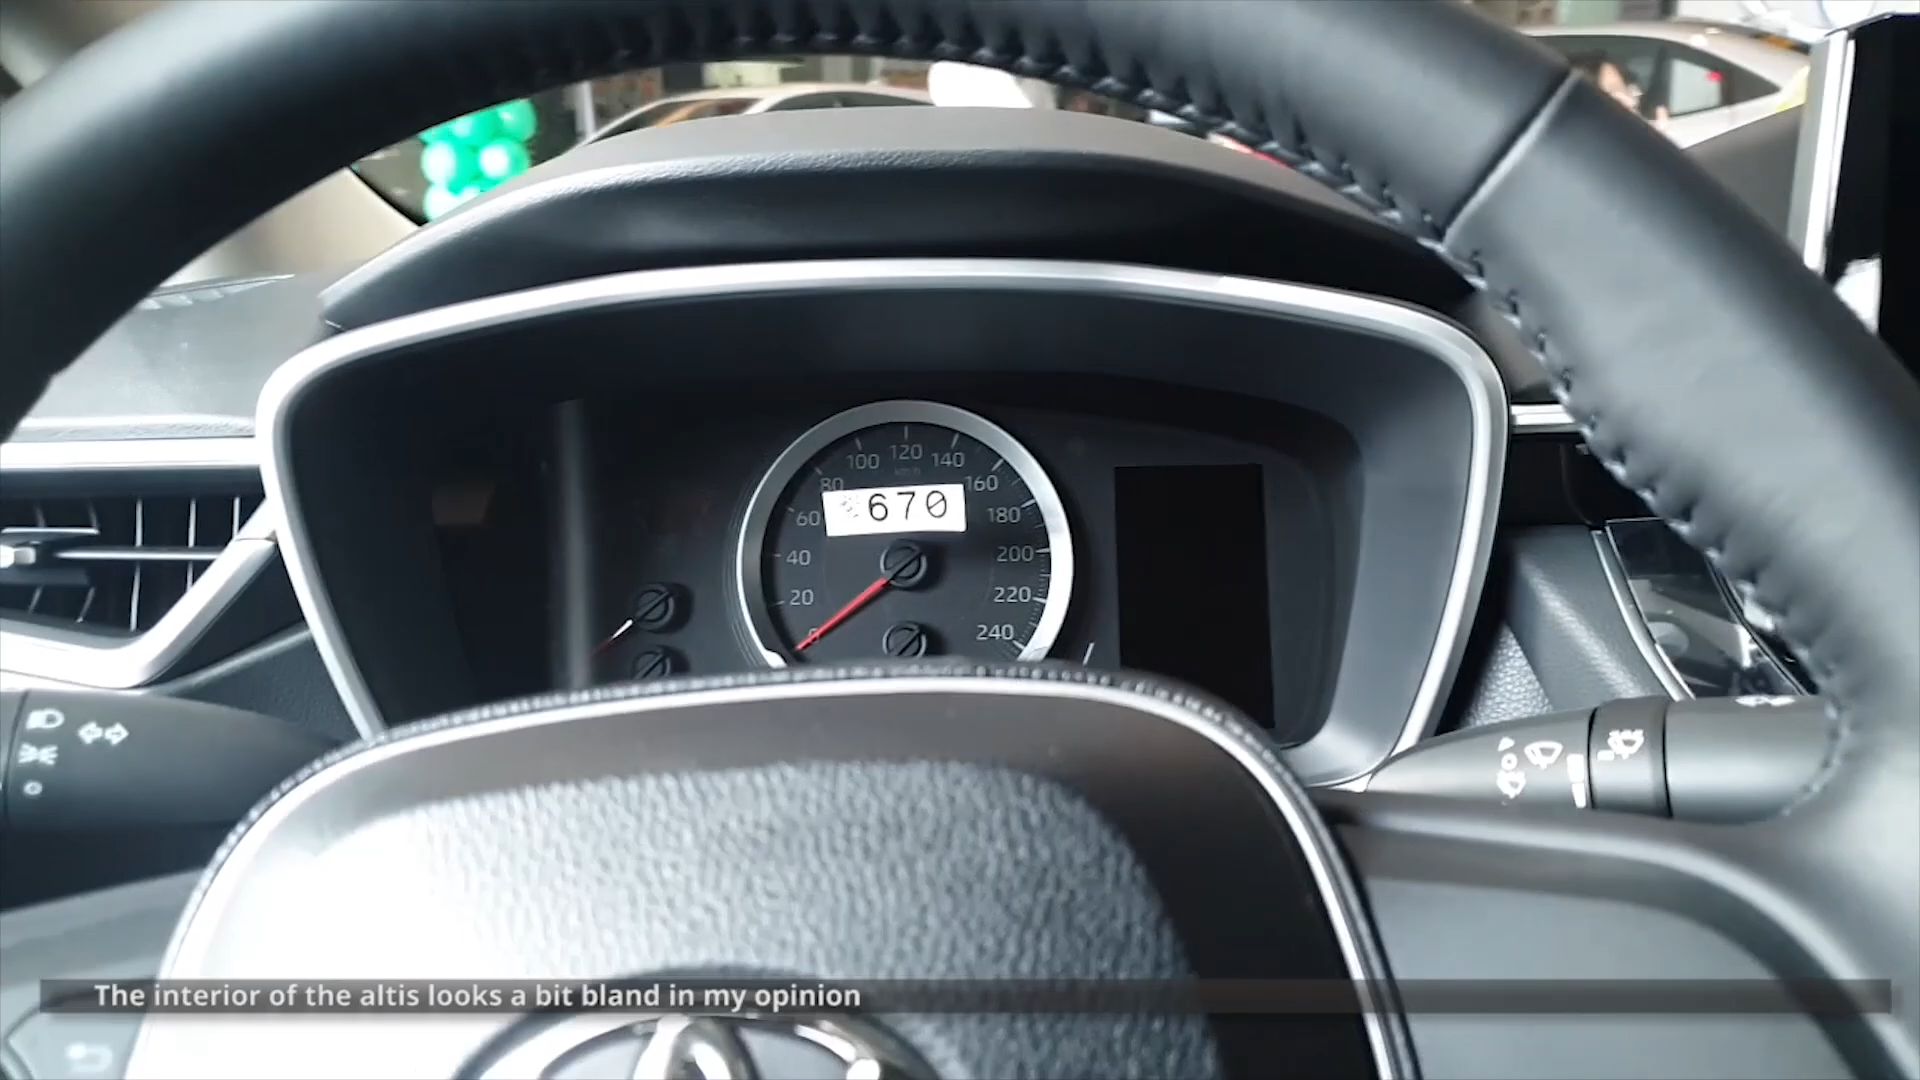 100 120 140
km/h
80 160
670
60 180
40 200
20 220
0 240
The interior of the altis looks a bit bland in my opinion